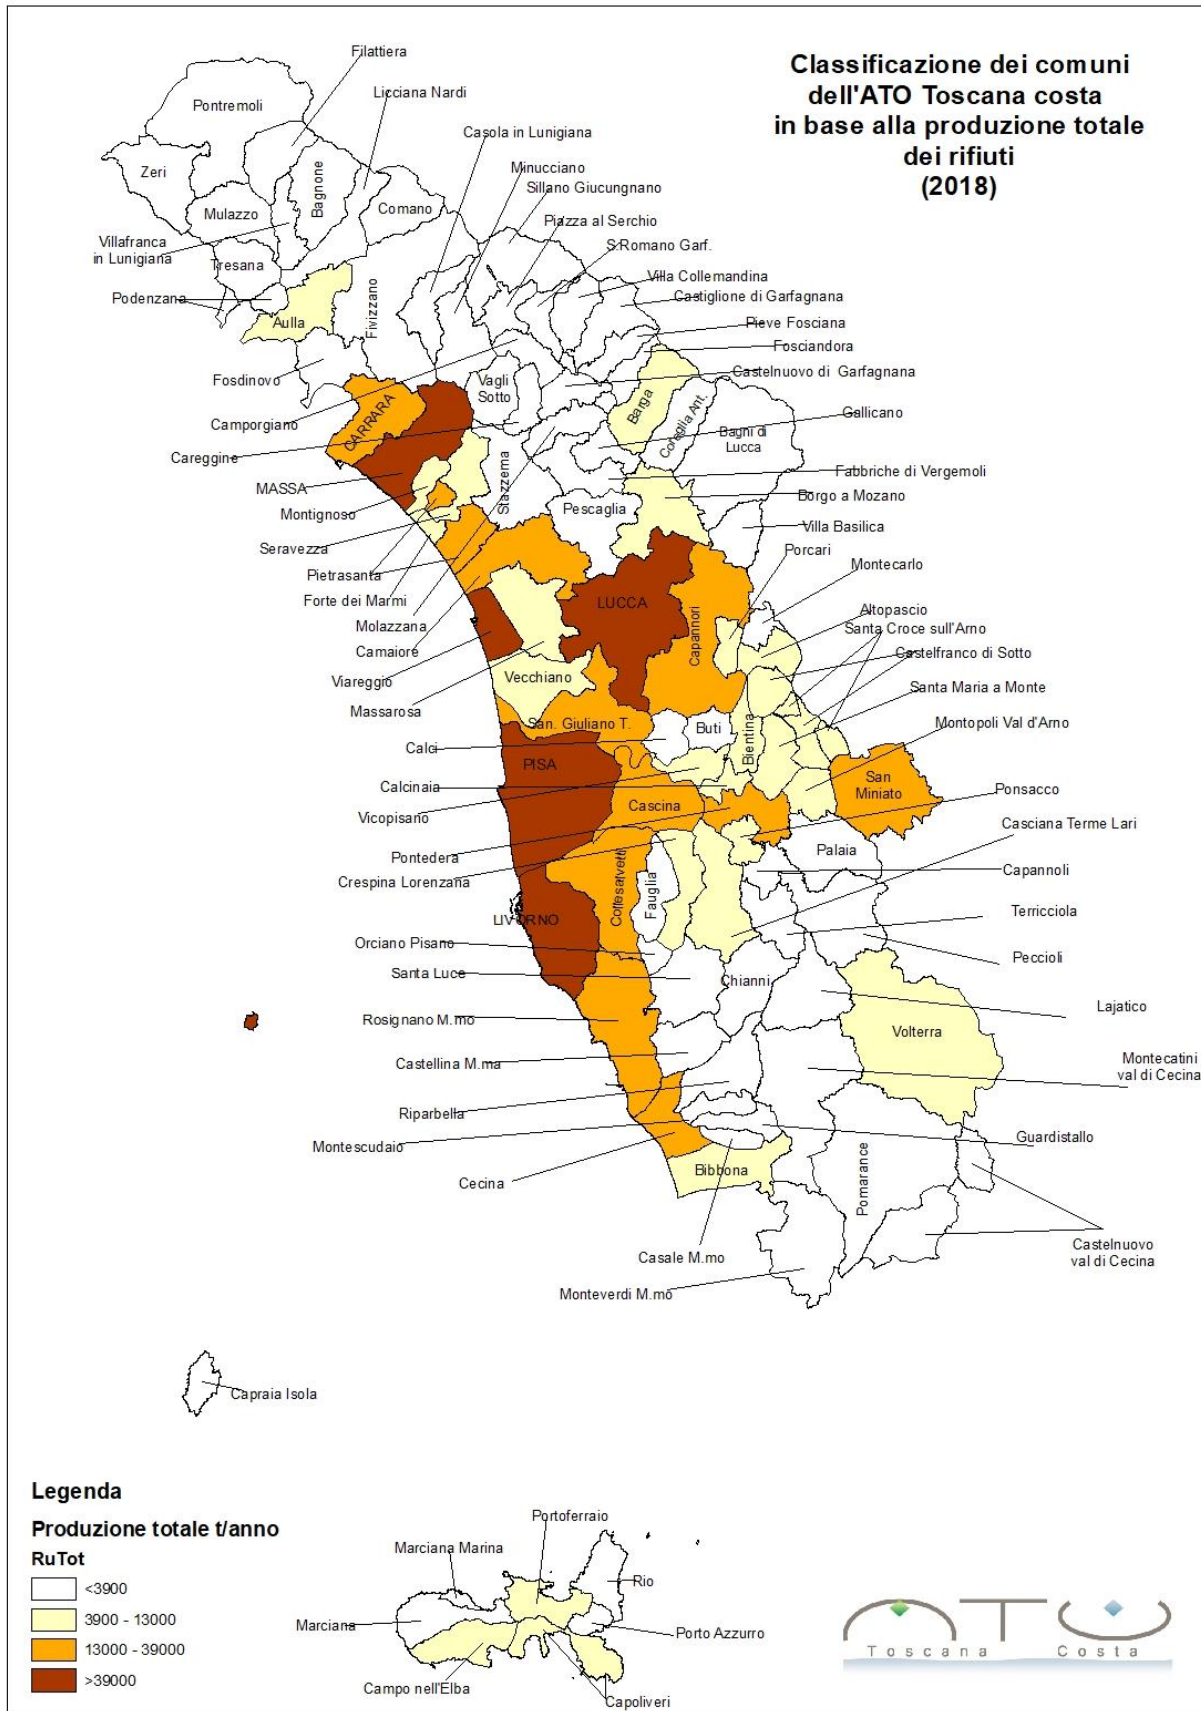 Classificazione dei comuni
dell'ATO Toscana costa
in base alla produzione totale
dei rifiuti
(2018)
Filattiera
Licciana Nardi
Pontremoli
Casola in Lunigiana
Minucciano
Sillano Giucungnano
Zeri
Bagnone
Mulazzo
Comano
Piazza al Serchio
S.Romano Garf.
Villafranca
in Lunigiana
Tresana
Villa Collemandina
Podenzana
Castiglione di Garfagnana
Aulla
Fivizzano
Pieve Fosciana
Fosciandora
Fosdinovo
Vagli
Sotto
Castelnuovo di Garfagnana
Camporgiano
CARRARA
Barga
Coreglia Ant.
Gallicano
Bagni di
Lucca
Careggine
Stazzema
Fabbriche di Vergemoli
MASSA
Borgo a Mozano
Montignoso
Pescaglia
Villa Basilica
Seravezza
Porcari
Pietrasanta
Montecarlo
Forte dei Marmi
LUCCA
Altopascio
Molazzana
Santa Croce sull'Arno
Camaiore
Capannori
Castelfranco di Sotto
Viareggio
Vecchiano
Santa Maria a Monte
Massarosa
San. Giuliano T.
Montopoli Val d'Arno
Calci
Buti
Bientina
PISA
Calcinaia
San
Miniato
Ponsacco
Vicopisano
Cascina
Casciana Terme Lari
Pontedera
Palaia
Crespina Lorenzana
Collesalvetti
Fauglia
Capannoli
LIVORNO
Terricciola
Orciano Pisano
Peccioli
Santa Luce
Chianni
Lajatico
Rosignano M.mo
Volterra
Castellina M.ma
Montecatini
val di Cecina
Riparbella
Montescudaio
Guardistallo
Cecina
Bibbona
Pomarance
Casale M.mo
Castelnuovo
val di Cecina
Monteverdi M.mo
Capraia Isola
Legenda
Produzione totale t/anno
RuTot
<3900
3900 - 13000
13000 - 39000
>39000
Portoferraio
Marciana Marina
Rio
Marciana
Porto Azzurro
Campo nell'Elba
Capoliveri
ATO
Toscana Costa